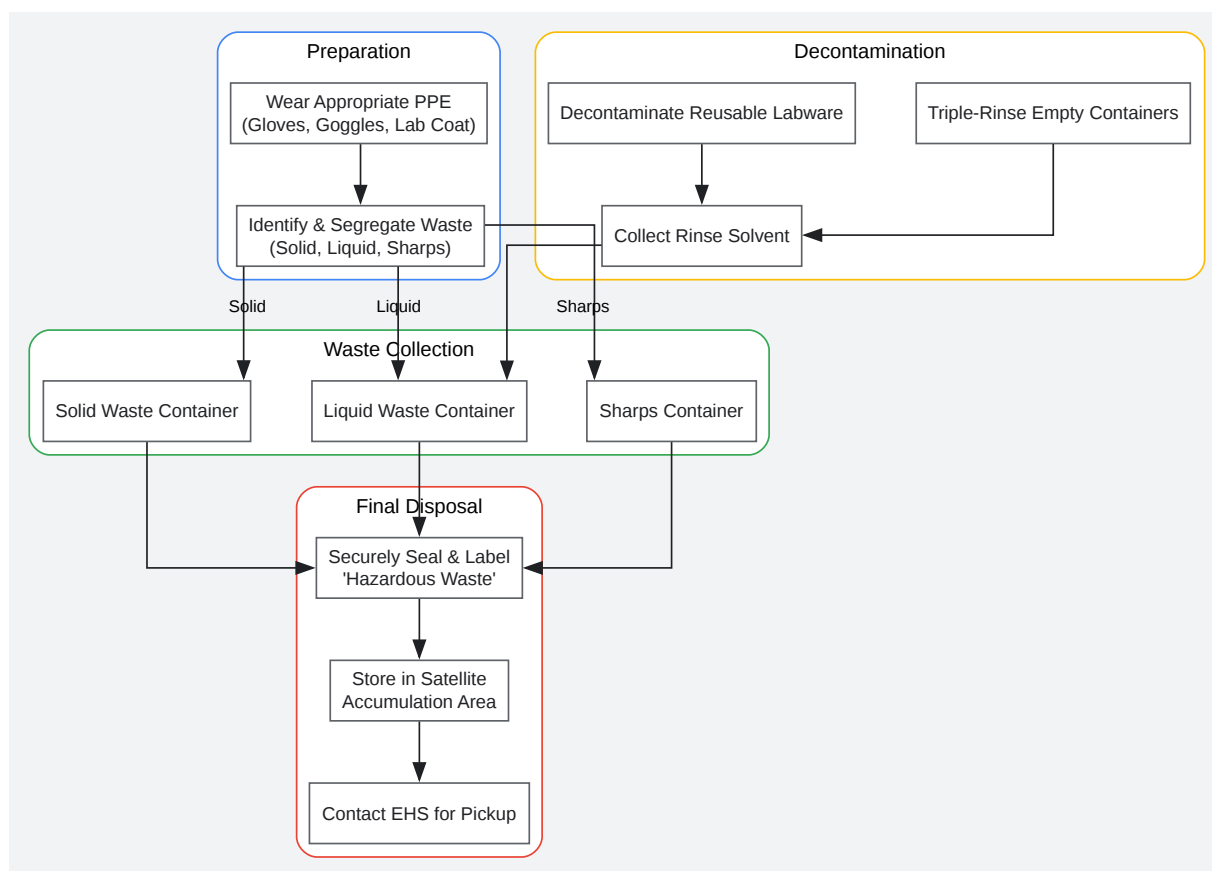 Preparation
Wear Appropriate PPE
(Gloves, Goggles, Lab Coat)
Identify & Segregate Waste
(Solid, Liquid, Sharps)
Decontamination
Decontaminate Reusable Labware
Triple-Rinse Empty Containers
Collect Rinse Solvent
Solid
Liquid
Sharps
Waste Collection
Solid Waste Container
Liquid Waste Container
Sharps Container
Final Disposal
Securely Seal & Label
'Hazardous Waste'
Store in Satellite
Accumulation Area
Contact EHS for Pickup